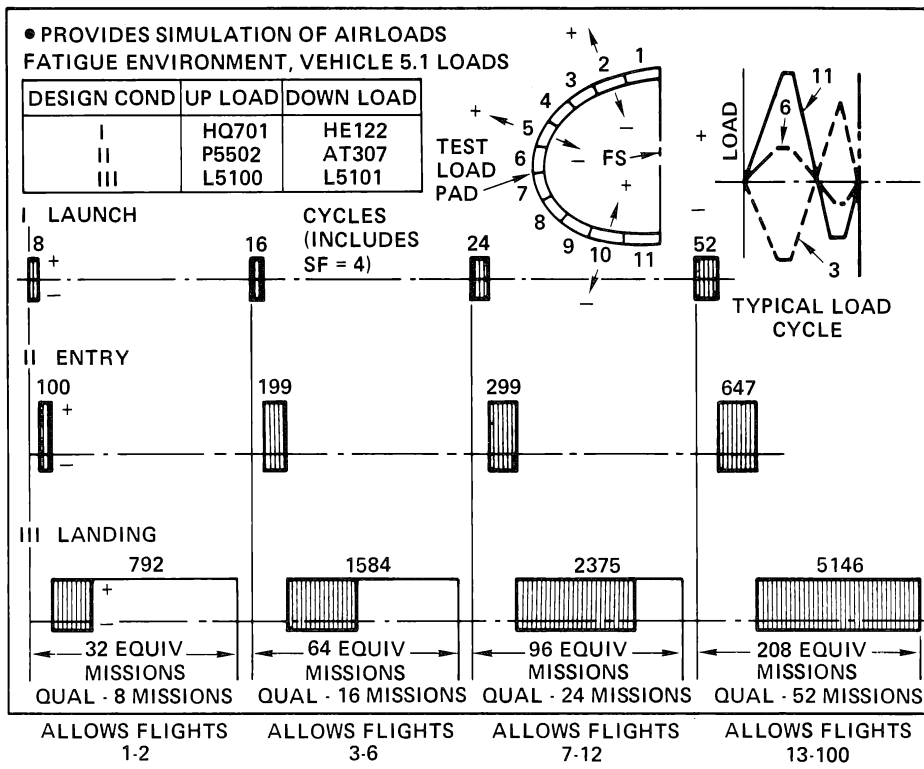 ● PROVIDES SIMULATION OF AIRLOADS
FATIGUE ENVIRONMENT, VEHICLE 5.1 LOADS
DESIGN COND UP LOAD DOWN LOAD
I HQ701 HE122
II P5502 AT307
III L5100 L5101
+ 1
2
3
4
+ 5
6
7
8
9
10
11
−
−
+
−
FS
TEST
LOAD
PAD
LOAD
+
−
6
11
3
TYPICAL LOAD
CYCLE
I LAUNCH
CYCLES
(INCLUDES
SF = 4)
8 16 24 52
+
−
II ENTRY
100 199 299 647
+
−
III LANDING
792 1584 2375 5146
+
−
32 EQUIV
MISSIONS
QUAL - 8 MISSIONS
64 EQUIV
MISSIONS
QUAL - 16 MISSIONS
96 EQUIV
MISSIONS
QUAL - 24 MISSIONS
208 EQUIV
MISSIONS
QUAL - 52 MISSIONS
ALLOWS FLIGHTS
1-2
ALLOWS FLIGHTS
3-6
ALLOWS FLIGHTS
7-12
ALLOWS FLIGHTS
13-100